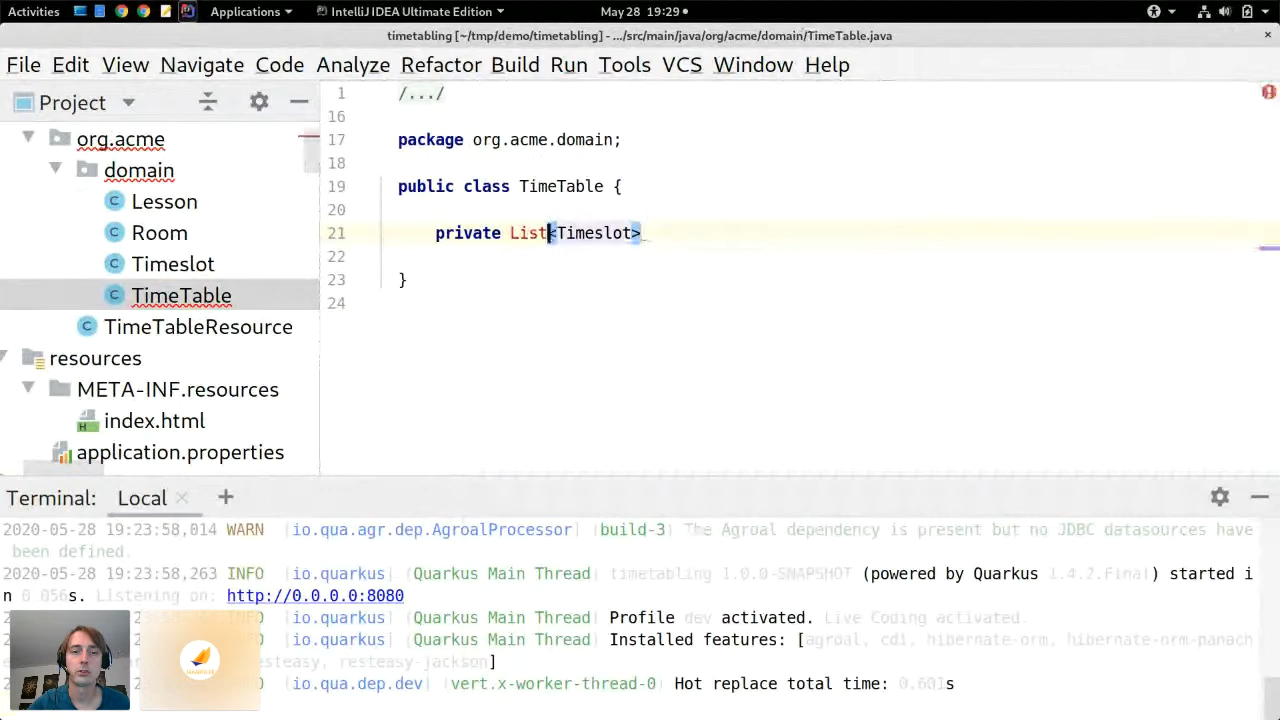 Activities Applications IntelliJ IDEA Ultimate Edition May 28 19:29
timetabling [~/tmp/demo/timetabling] - .../src/main/java/org/acme/domain/TimeTable.java ×
File Edit View Navigate Code Analyze Refactor Build Run Tools VCS Window Help
Project
org.acme
domain
Lesson
Room
Timeslot
TimeTable
TimeTableResource
resources
META-INF.resources
index.html
application.properties
1 /.../
16
17 package org.acme.domain;
18
19 public class TimeTable {
20
21 private List<Timeslot>
22
23 }
24
Terminal: Local × +
2020-05-28 19:23:58,014 WARN [io.qua.agr.dep.AgroalProcessor] (build-3) The Agroal dependency is present but no JDBC datasources have
been defined.
2020-05-28 19:23:58,263 INFO [io.quarkus] (Quarkus Main Thread) timetabling 1.0.0-SNAPSHOT (powered by Quarkus 1.4.2.Final) started i
n 0.056s. Listening on: http://0.0.0.0:8080
INFO [io.quarkus] (Quarkus Main Thread) Profile dev activated. Live Coding activated.
[io.quarkus] (Quarkus Main Thread) Installed features: [agroal, cdi, hibernate-orm, hibernate-orm-panach
esteasy, resteasy-jackson]
[io.qua.dep.dev] (vert.x-worker-thread-0) Hot replace total time: 0.601s